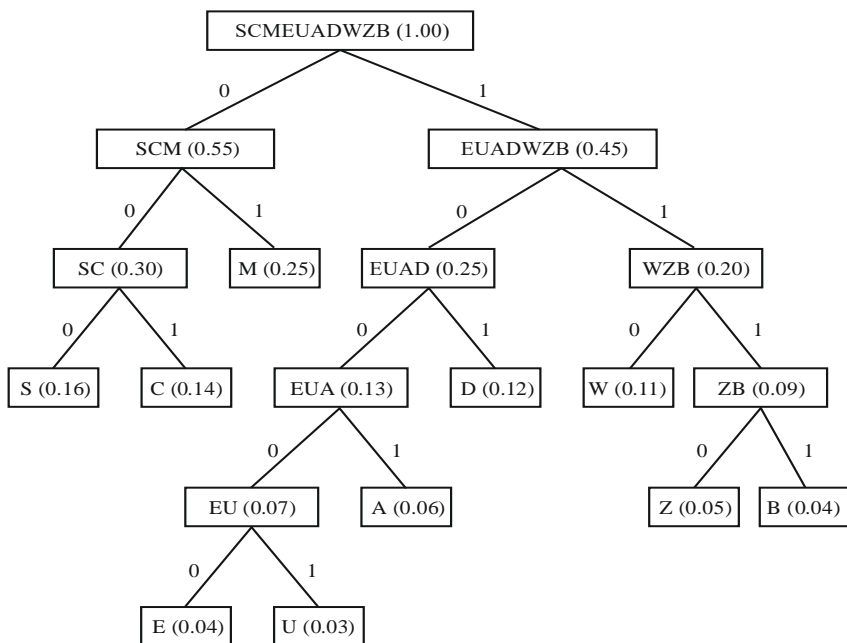 SCMEUADWZB (1.00)
0 1
SCM (0.55) EUADWZB (0.45)
0 1 0 1
SC (0.30) M (0.25) EUAD (0.25) WZB (0.20)
0 1 0 1 0 1
S (0.16) C (0.14) EUA (0.13) D (0.12) W (0.11) ZB (0.09)
0 1 0 1
EU (0.07) A (0.06) Z (0.05) B (0.04)
0 1
E (0.04) U (0.03)